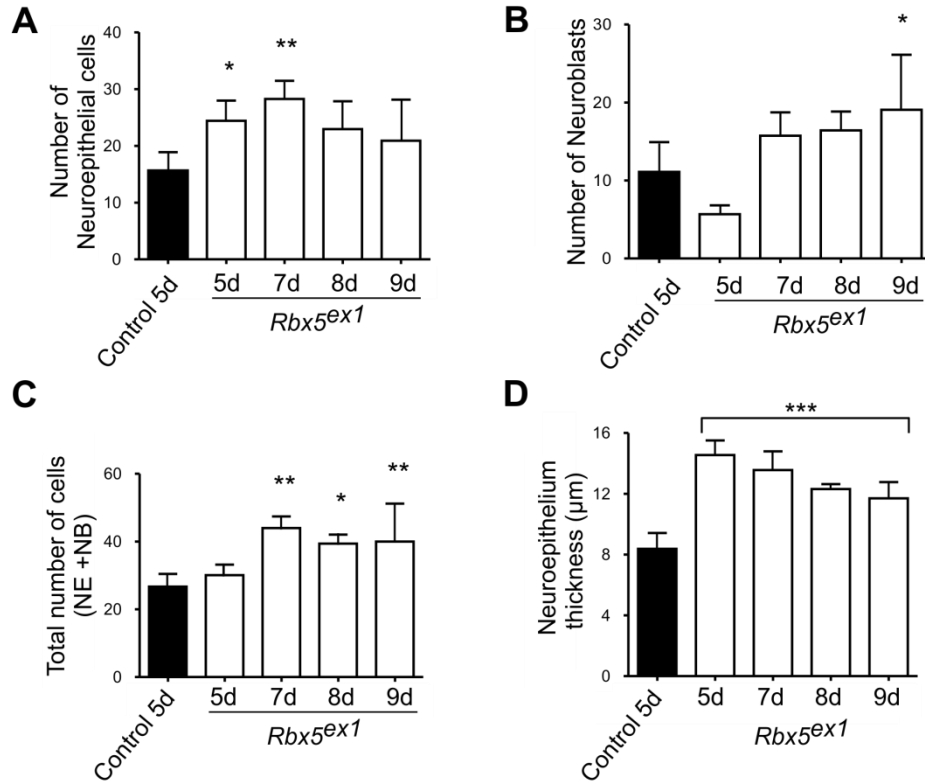 A
Number of
Neuroepithelial cells
40
30
20
10
0
*
**
Control 5d
5d 7d 8d 9d
Rbx5ex1
B
Number of Neuroblasts
30
20
10
0
*
Control 5d
5d 7d 8d 9d
Rbx5ex1
C
Total number of cells
(NE +NB)
60
40
20
0
**
*
**
Control 5d
5d 7d 8d 9d
Rbx5ex1
D
Neuroepithelium
thickness (µm)
16
12
8
4
0
***
Control 5d
5d 7d 8d 9d
Rbx5ex1